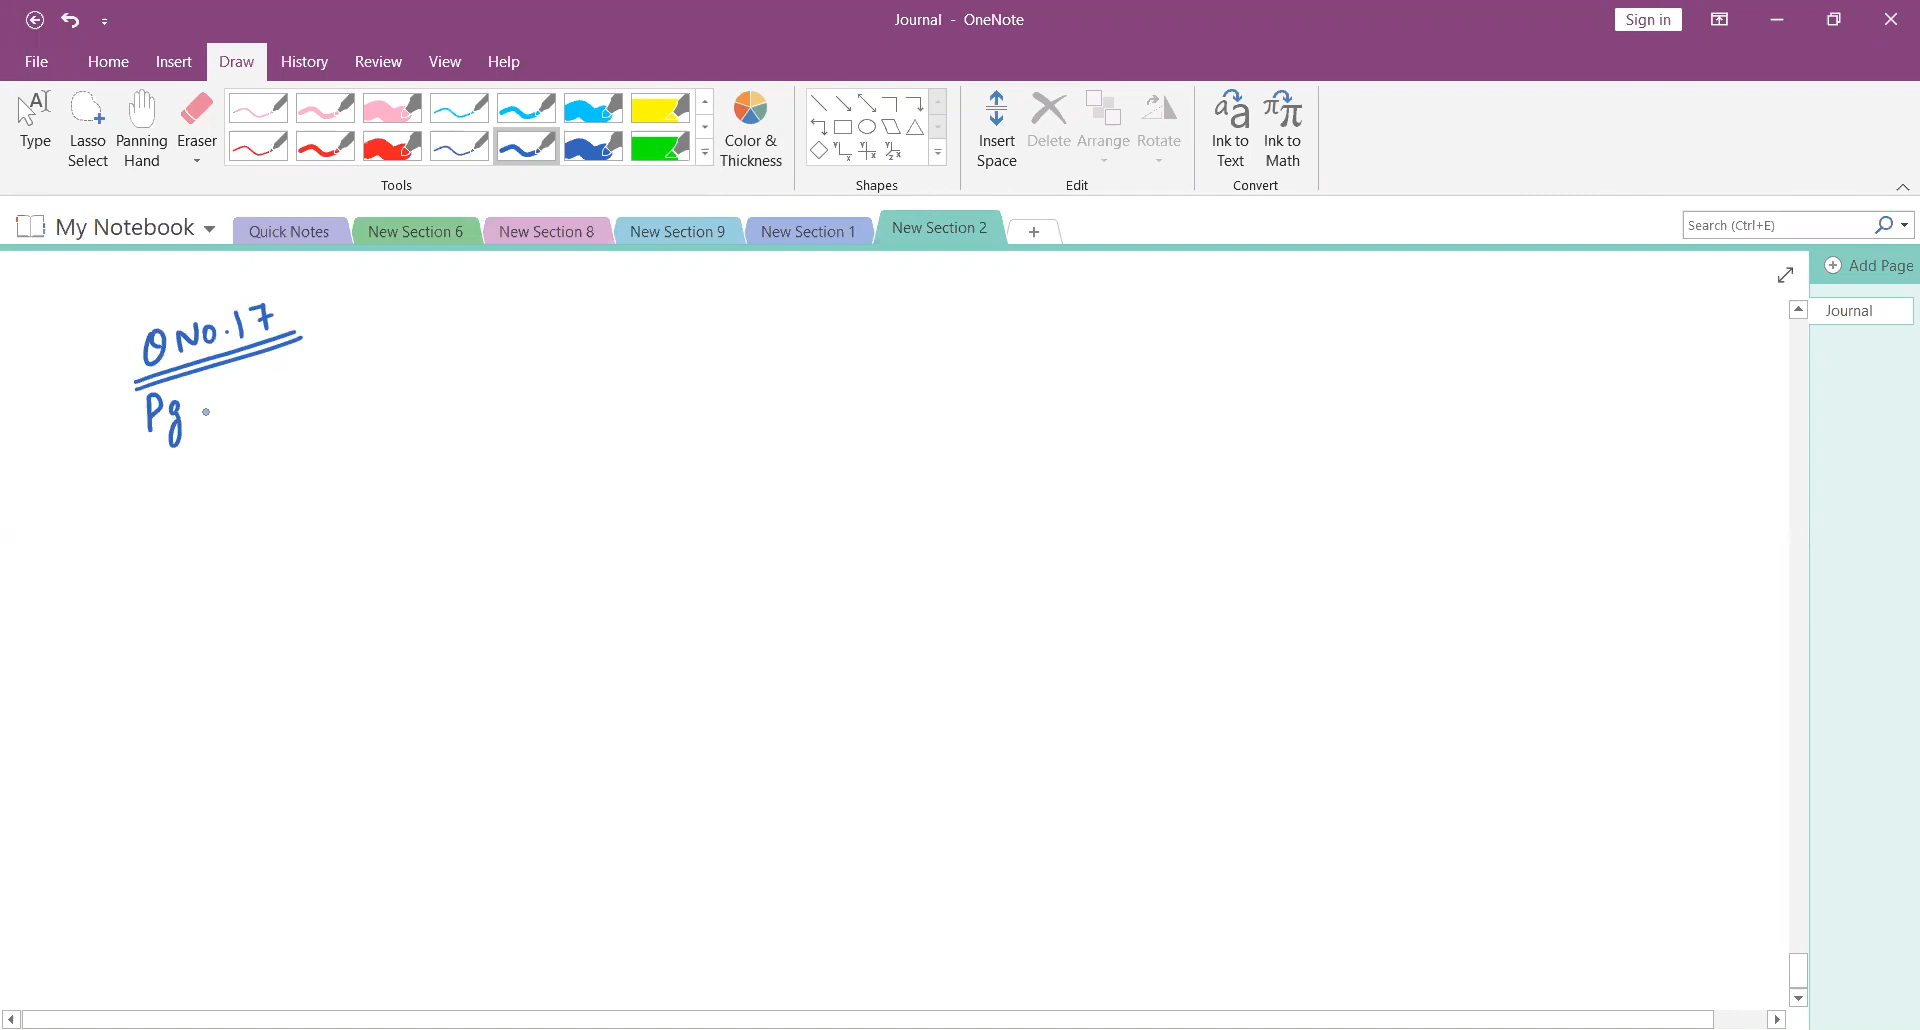 Journal - OneNote
Sign in
File Home Insert Draw History Review View Help
Type
Lasso Select
Panning Hand
Eraser
Color & Thickness
Insert Space
Delete
Arrange
Rotate
Ink to Text
Ink to Math
Tools
Shapes
Edit
Convert
My Notebook
Quick Notes
New Section 6
New Section 8
New Section 9
New Section 1
New Section 2
Search (Ctrl+E)
Add Page
Journal
Q No. 17
Pg